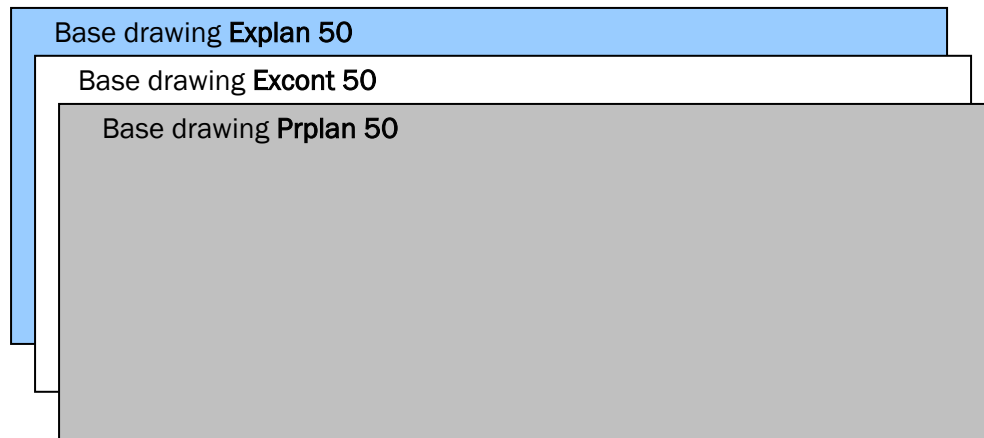 Base drawing Explan 50
Base drawing Excont 50
Base drawing Prplan 50